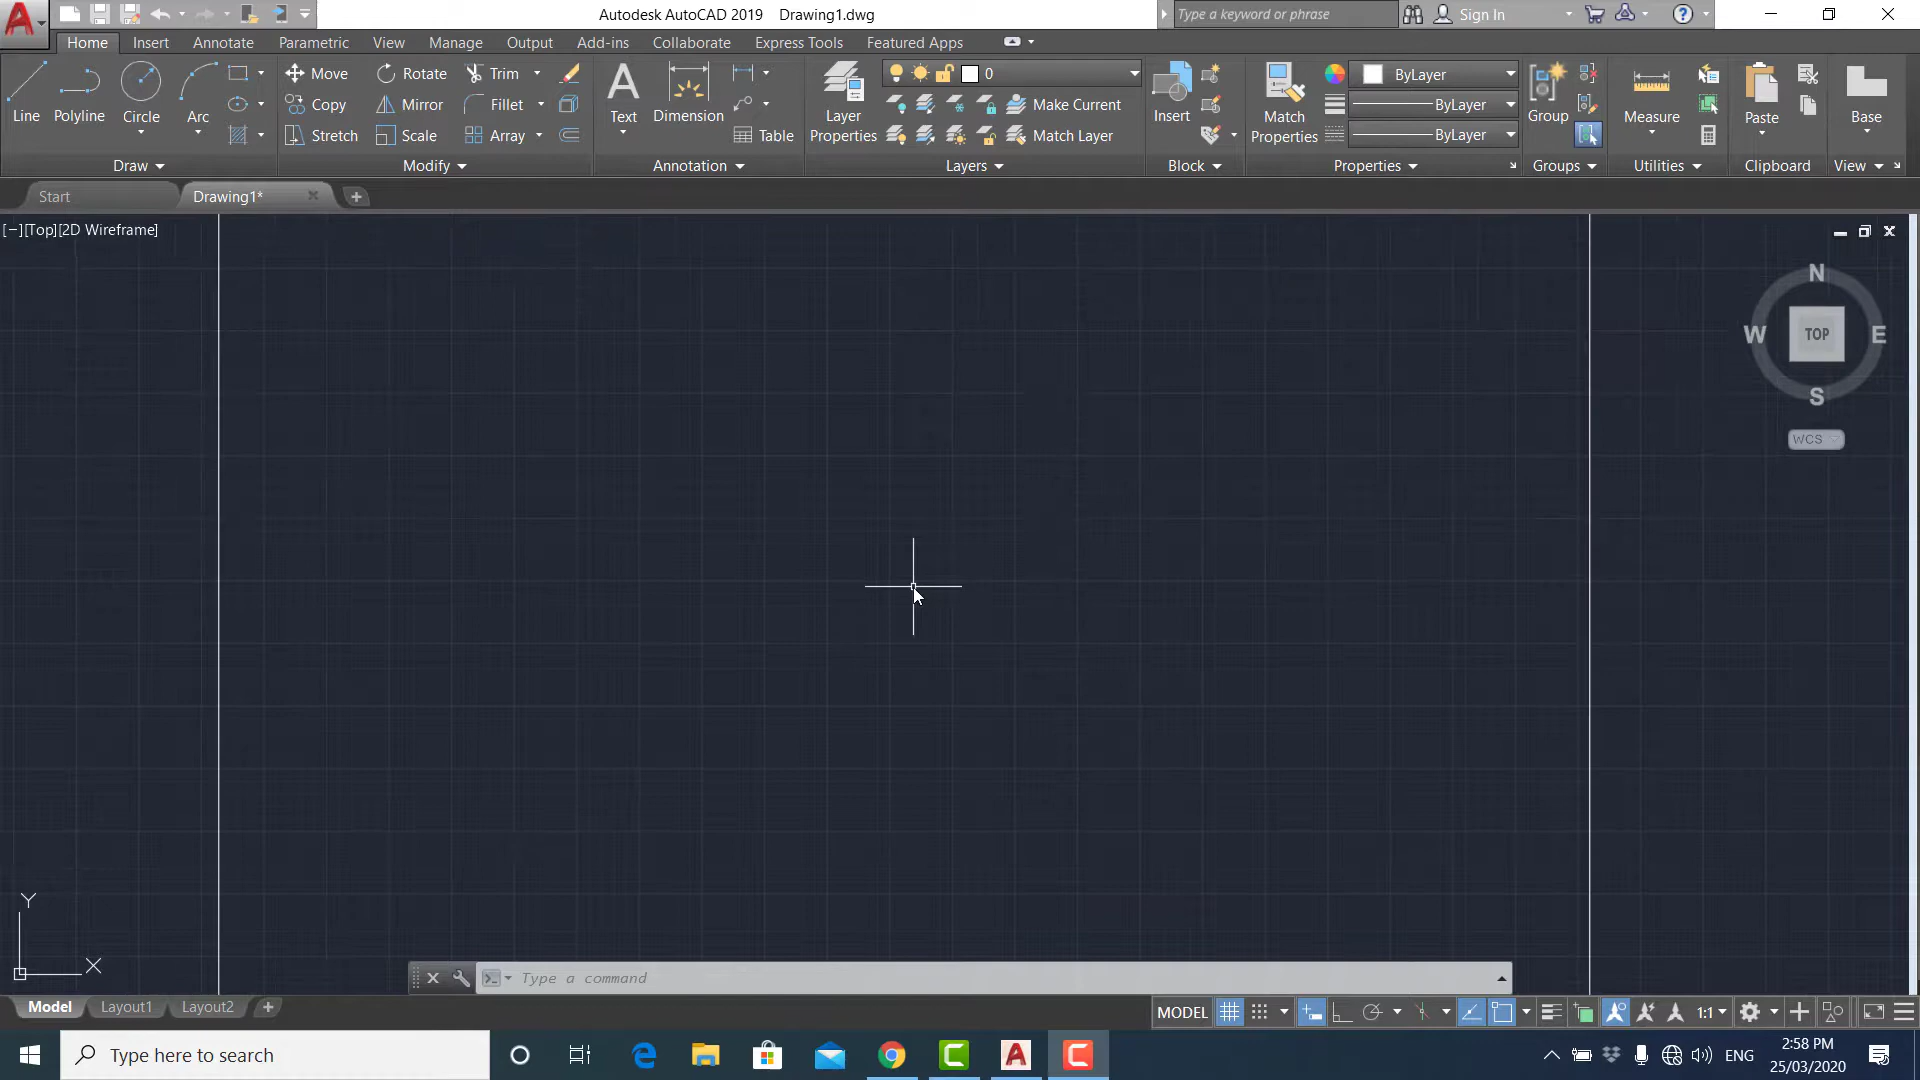 Autodesk AutoCAD 2019 Drawing1.dwg
Type a keyword or phrase
Sign In
Home Insert Annotate Parametric View Manage Output Add-ins Collaborate Express Tools Featured Apps
Line
Polyline
Circle
Arc
Draw
Move
Rotate
Trim
Copy
Mirror
Fillet
Stretch
Scale
Array
Modify
Text
Dimension
Table
Annotation
Layer
Properties
0
Make Current
Match Layer
Layers
Insert
Block
Match
Properties
ByLayer
ByLayer
ByLayer
Properties
Group
Groups
Measure
Utilities
Paste
Clipboard
Base
View
Start
Drawing1*
[−][Top][2D Wireframe]
N
W
TOP
E
S
WCS
Y
X
Type a command
Model Layout1 Layout2
MODEL
1:1
Type here to search
ENG
2:58 PM
25/03/2020